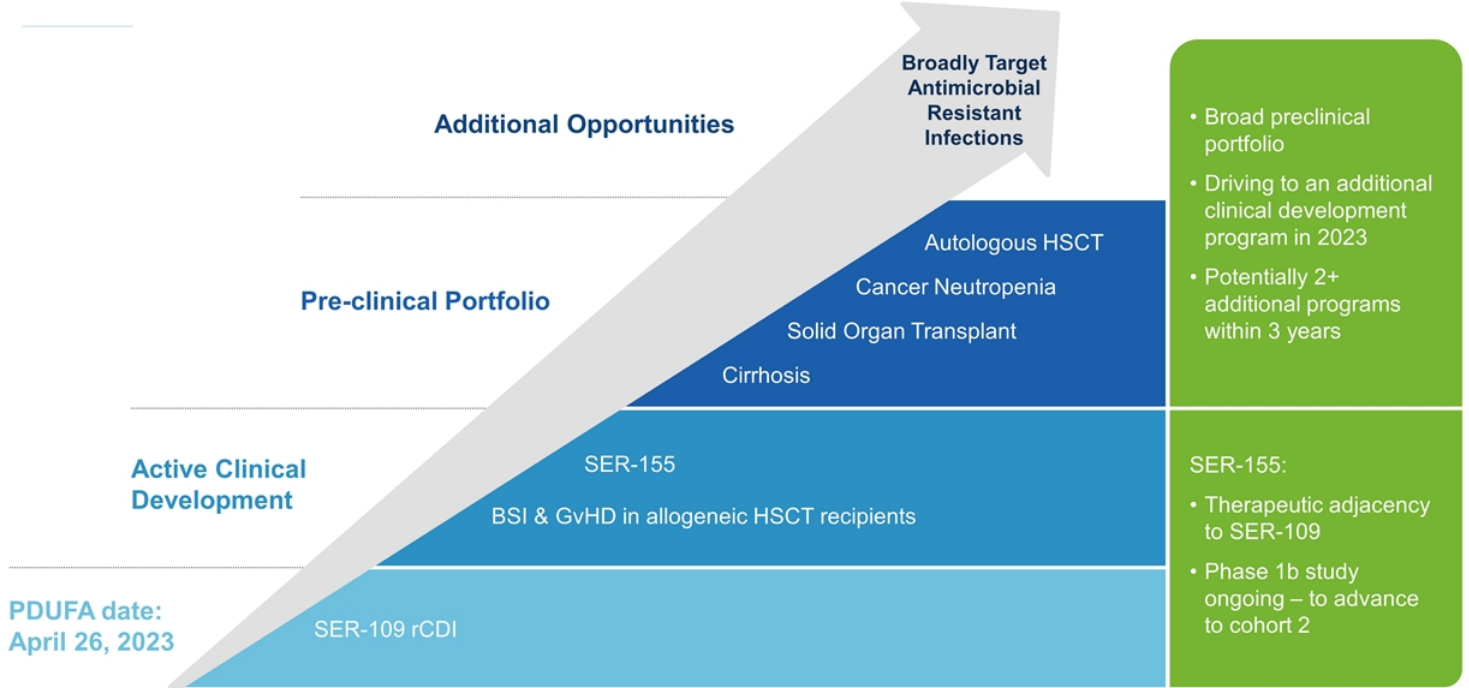 Broadly Target
Antimicrobial
Resistant
Infections
Additional Opportunities
Pre-clinical Portfolio
Autologous HSCT
Cancer Neutropenia
Solid Organ Transplant
Cirrhosis
Active Clinical
Development
SER-155
BSI & GvHD in allogeneic HSCT recipients
PDUFA date:
April 26, 2023
SER-109 rCDI
• Broad preclinical
portfolio
• Driving to an additional
clinical development
program in 2023
• Potentially 2+
additional programs
within 3 years
SER-155:
• Therapeutic adjacency
to SER-109
• Phase 1b study
ongoing – to advance
to cohort 2